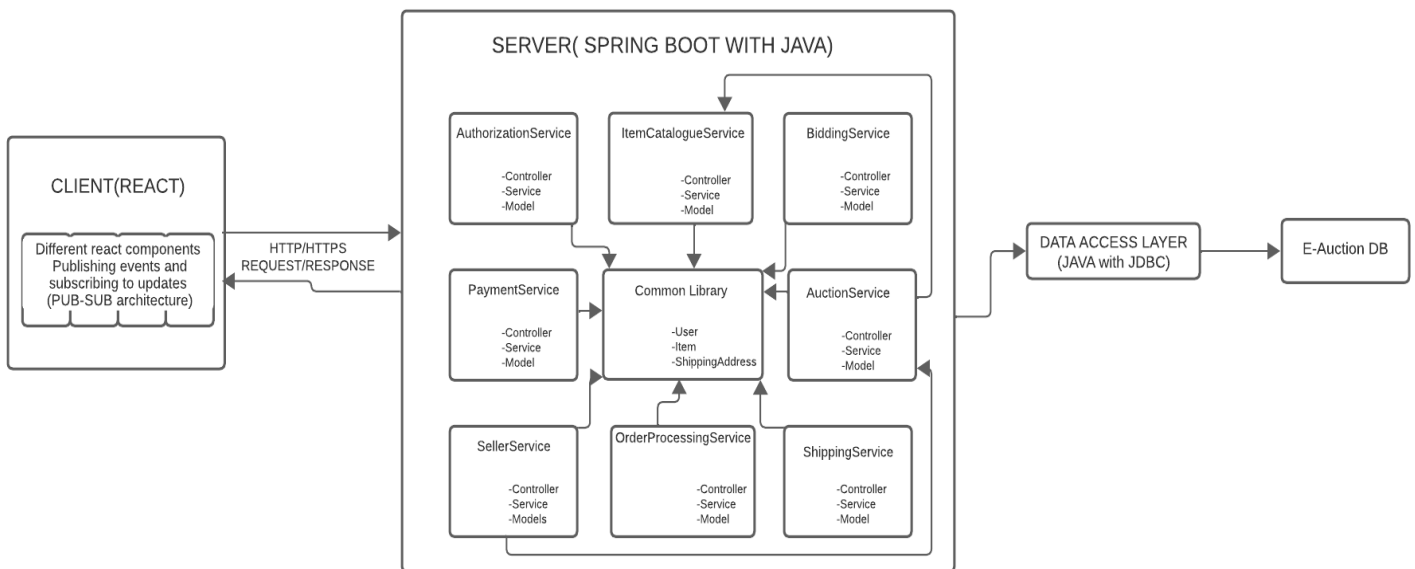 SERVER( SPRING BOOT WITH JAVA)
CLIENT(REACT)
Different react components
Publishing events and
subscribing to updates
(PUB-SUB architecture)
HTTP/HTTPS
REQUEST/RESPONSE
AuthorizationService
-Controller
-Service
-Model
ItemCatalogueService
-Controller
-Service
-Model
BiddingService
-Controller
-Service
-Model
PaymentService
-Controller
-Service
-Model
Common Library
-User
-Item
-ShippingAddress
AuctionService
-Controller
-Service
-Model
SellerService
-Controller
-Service
-Models
OrderProcessingService
-Controller
-Service
-Model
ShippingService
-Controller
-Service
-Model
DATA ACCESS LAYER
(JAVA with JDBC)
E-Auction DB